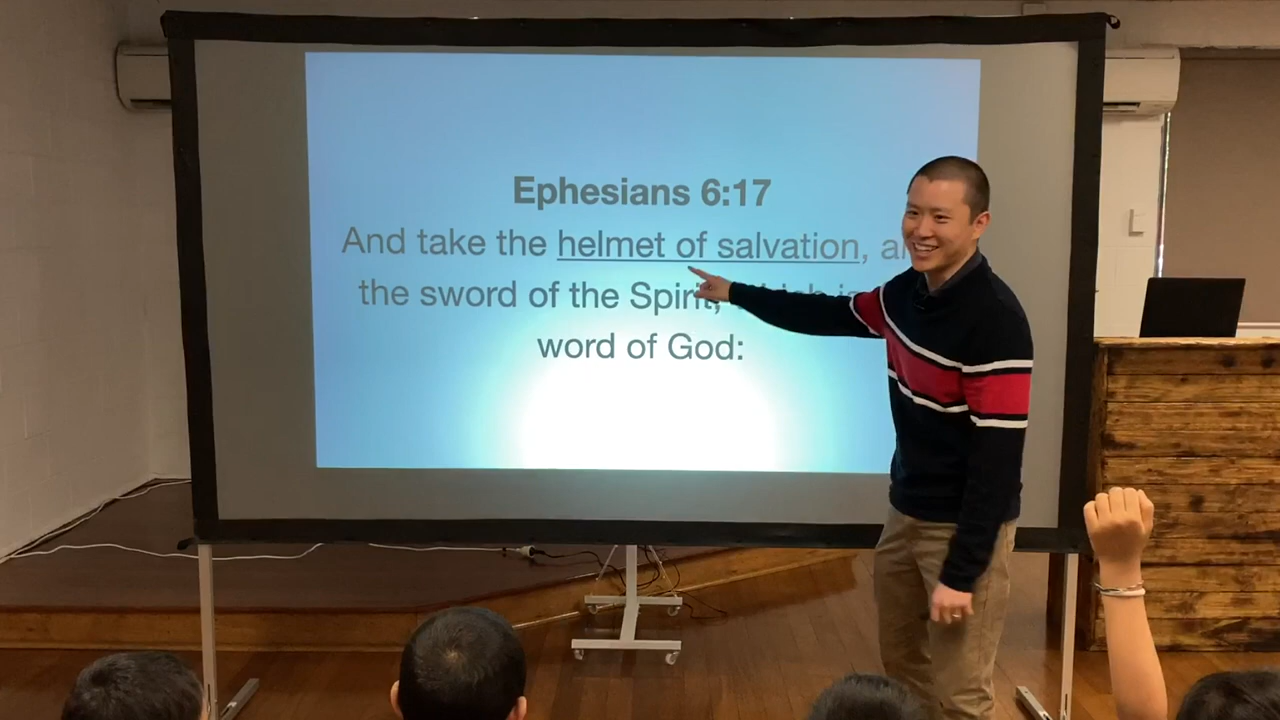 Ephesians 6:17
And take the helmet of salvation,
the sword of the Spirit,
word of God: